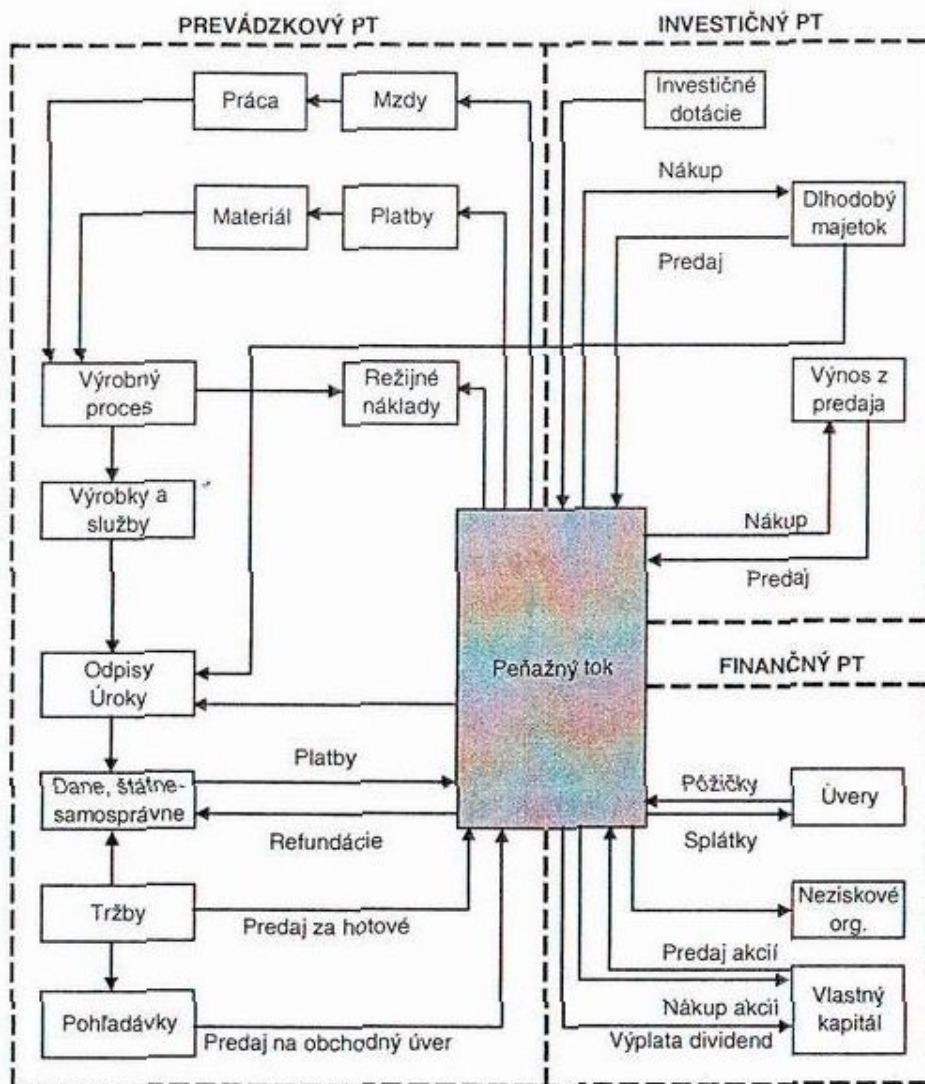 PREVÁDZKOVÝ PT
INVESTIČNÝ PT
Práca
Mzdy
Investičné
dotácie
Nákup
Materiál
Platby
Dlhodobý
majetok
Predaj
Výrobný
proces
Režijné
náklady
Výnos z
predaja
Výrobky a
služby
Nákup
Predaj
Odpisy
Úroky
Peňažný tok
FINANČNÝ PT
Platby
Dane, štátne-
samosprávne
Refundácie
Pôžičky
Úvery
Splátky
Tržby
Predaj za hotové
Neziskové
org.
Predaj akcií
Pohľadávky
Predaj na obchodný úver
Nákup akcií
Výplata dividend
Vlastný
kapitál